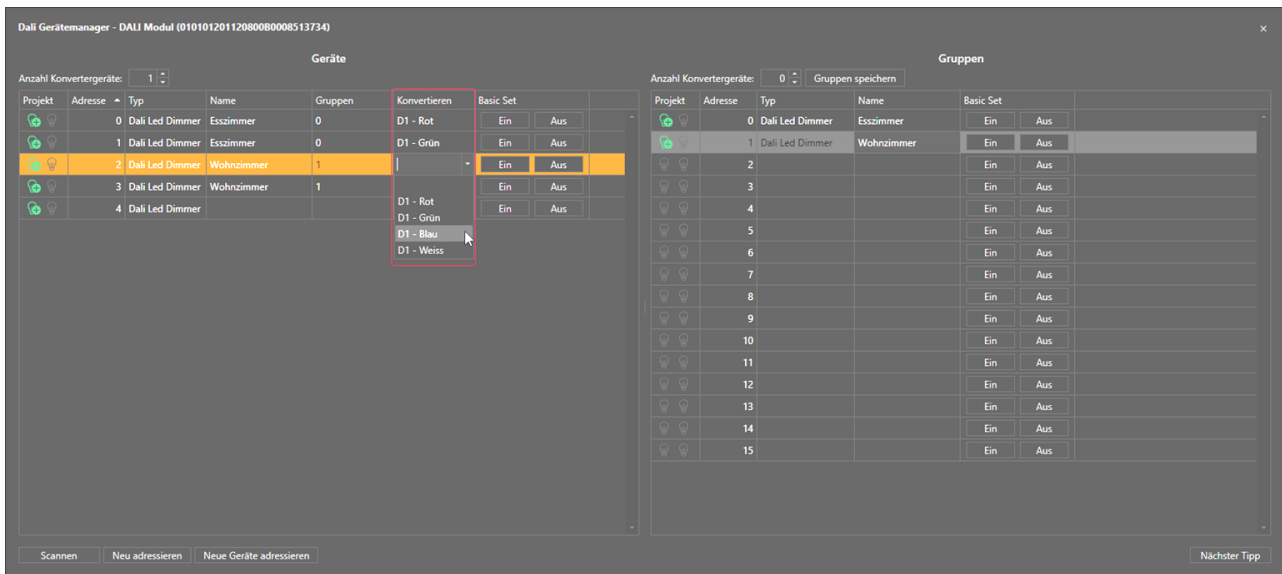 Dali Gerätemanager - DALI Modul (010101201120800B0008513734) ×
Geräte
Anzahl Konvertergeräte: 1
Projekt Adresse Typ Name Gruppen Konvertieren Basic Set
0 Dali Led Dimmer Esszimmer 0 D1 - Rot Ein Aus
1 Dali Led Dimmer Esszimmer 0 D1 - Grün Ein Aus
2 Dali Led Dimmer Wohnzimmer 1 Ein Aus
3 Dali Led Dimmer Wohnzimmer 1 Ein Aus
4 Dali Led Dimmer Ein Aus
D1 - Rot
D1 - Grün
D1 - Blau
D1 - Weiss
Gruppen
Anzahl Konvertergeräte: 0 Gruppen speichern
Projekt Adresse Typ Name Basic Set
0 Dali Led Dimmer Esszimmer Ein Aus
1 Dali Led Dimmer Wohnzimmer Ein Aus
2 Ein Aus
3 Ein Aus
4 Ein Aus
5 Ein Aus
6 Ein Aus
7 Ein Aus
8 Ein Aus
9 Ein Aus
10 Ein Aus
11 Ein Aus
12 Ein Aus
13 Ein Aus
14 Ein Aus
15 Ein Aus
Scannen Neu adressieren Neue Geräte adressieren Nächster Tipp